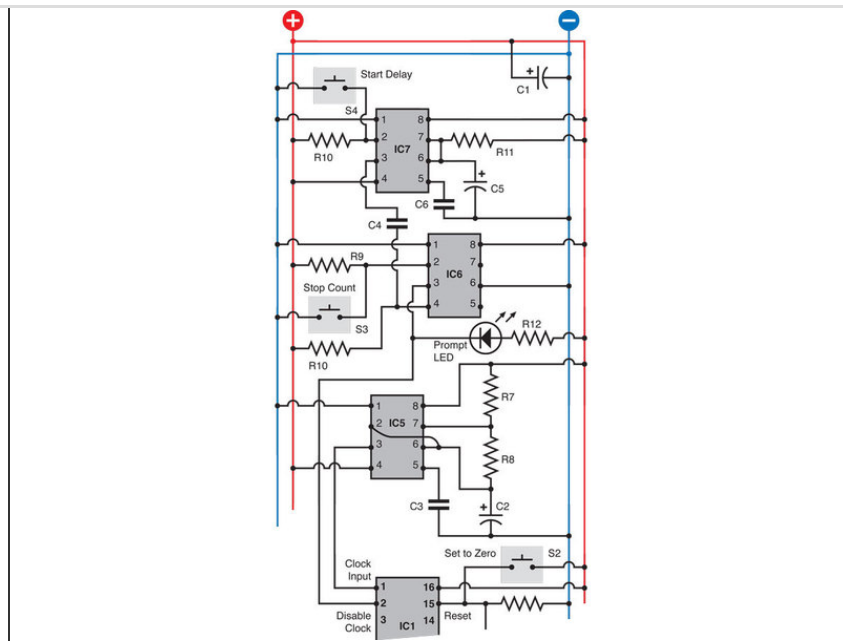 +
−
Start Delay
+
C1
S4
1
8
2
7
IC7
R10
R11
3
6
+
4
5
C5
C6
C4
1
8
R9
2
7
IC6
Stop Count
3
6
4
5
S3
R12
Prompt
LED
R10
1
8
R7
2
IC5
7
3
6
R8
4
5
C3
+
C2
Set to Zero
S2
Clock
Input
1
16
2
15
Reset
Disable
Clock
3
IC1
14